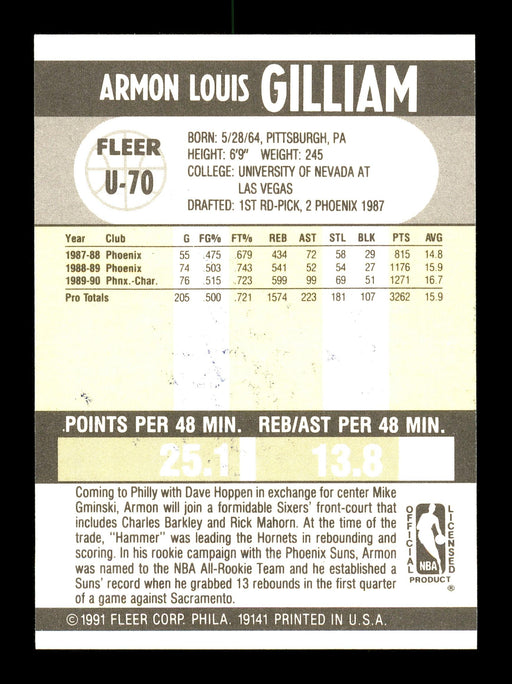 ARMON LOUIS GILLIAM
FLEER
U-70
BORN: 5/28/64, PITTSBURGH, PA
HEIGHT: 6'9" WEIGHT: 245
COLLEGE: UNIVERSITY OF NEVADA AT
LAS VEGAS
DRAFTED: 1ST RD-PICK, 2 PHOENIX 1987
Year Club G FG% FT% REB AST STL BLK PTS AVG
1987-88 Phoenix 55 .475 .679 434 72 58 29 815 14.8
1988-89 Phoenix 74 .503 .743 541 52 54 27 1176 15.9
1989-90 Phnx.-Char. 76 .515 .723 599 99 69 51 1271 16.7
Pro Totals 205 .500 .721 1574 223 181 107 3262 15.9
POINTS PER 48 MIN. REB/AST PER 48 MIN.
25.1 13.8
Coming to Philly with Dave Hoppen in exchange for center Mike
Gminski, Armon will join a formidable Sixers' front-court that
includes Charles Barkley and Rick Mahorn. At the time of the
trade, "Hammer" was leading the Hornets in rebounding and
scoring. In his rookie campaign with the Phoenix Suns, Armon
was named to the NBA All-Rookie Team and he established a
Suns' record when he grabbed 13 rebounds in the first quarter
of a game against Sacramento.
OFFICIAL
NBA
LICENSED
PRODUCT ®
©1991 FLEER CORP. PHILA. 19141 PRINTED IN U.S.A.